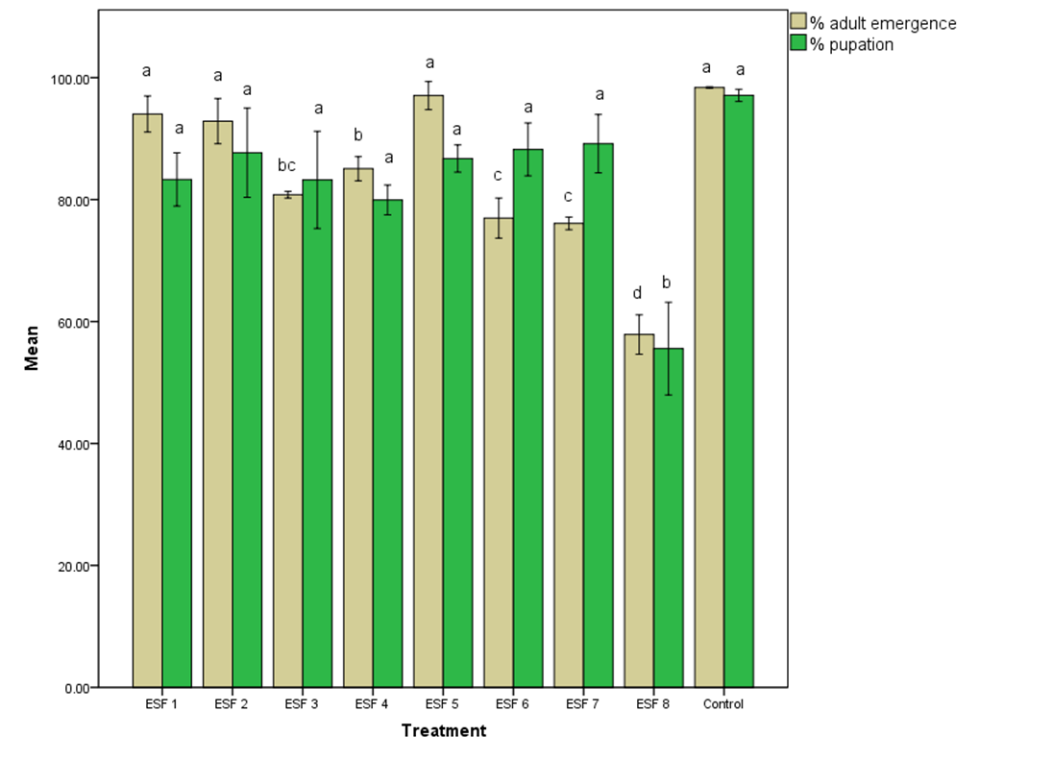 % adult emergence
% pupation
a
a
a
a
bc
a
b
a
a
a
c
a
c
a
d
b
a
a
100.00
80.00
60.00
40.00
20.00
0.00
Mean
ESF 1 ESF 2 ESF 3 ESF 4 ESF 5 ESF 6 ESF 7 ESF 8 Control
Treatment